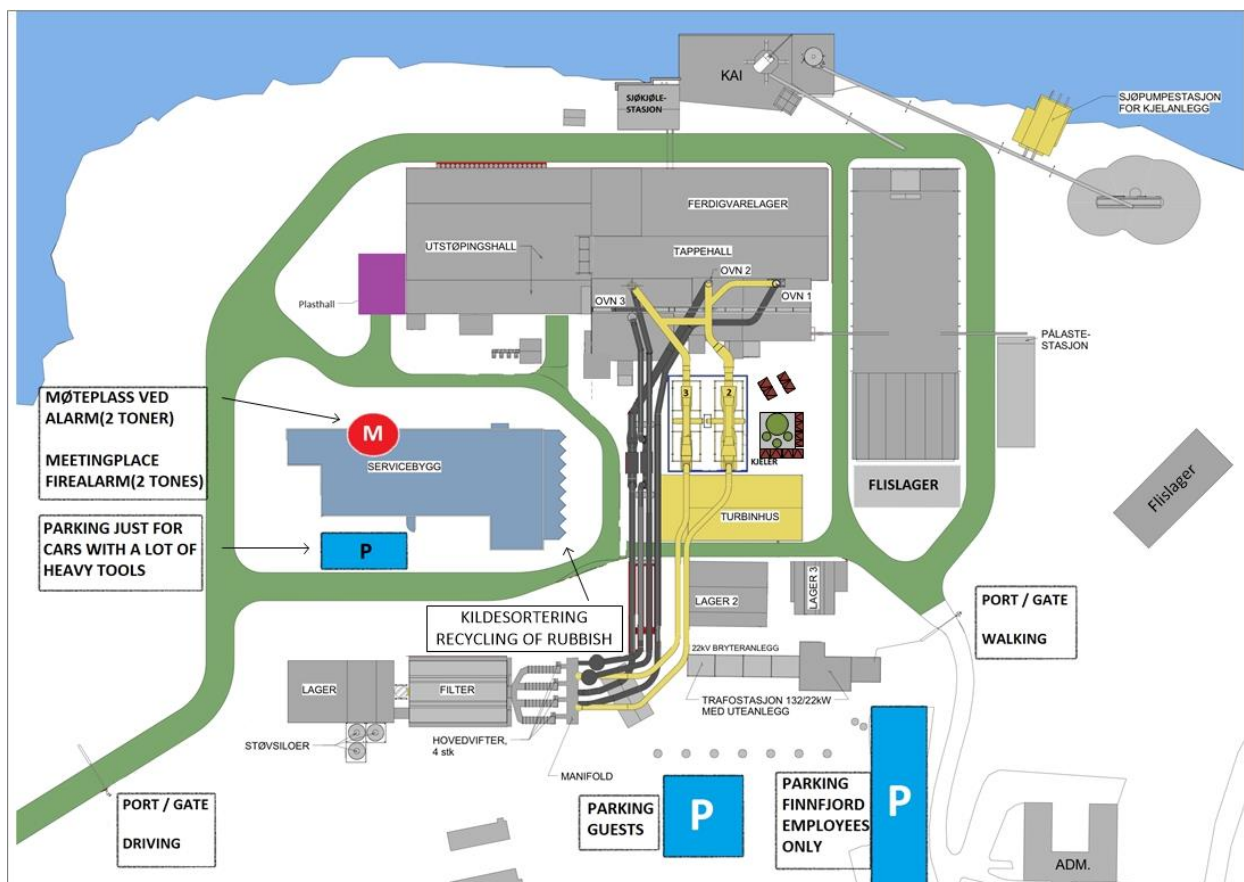 KAI
SJØKJØLE-
STASJON
SJØPUMPESTASJON
FOR KJELANLEGG
FERDIGVARELAGER
UTSTØPINGSHALL
TAPPEHALL
OVN 2
OVN 3
OVN 1
Plasthall
PÅLASTE-
STASJON
MØTEPLASS VED
ALARM(2 TONER)
MEETINGPLACE
FIREALARM(2 TONES)
M
SERVICEBYGG
3
2
KJELER
FLISLAGER
Flislager
TURBINHUS
PARKING JUST FOR
CARS WITH A LOT OF
HEAVY TOOLS
P
KILDESORTERING
RECYCLING OF RUBBISH
LAGER 2
LAGER 3
PORT / GATE
WALKING
22kV BRYTERANLEGG
TRAFOSTASJON 132/22kW
MED UTEANLEGG
LAGER
FILTER
STØVSILOER
HOVEDVIFTER,
4 stk
MANIFOLD
PORT / GATE
DRIVING
PARKING
GUESTS
P
PARKING
FINNFJORD
EMPLOYEES
ONLY
P
ADM.